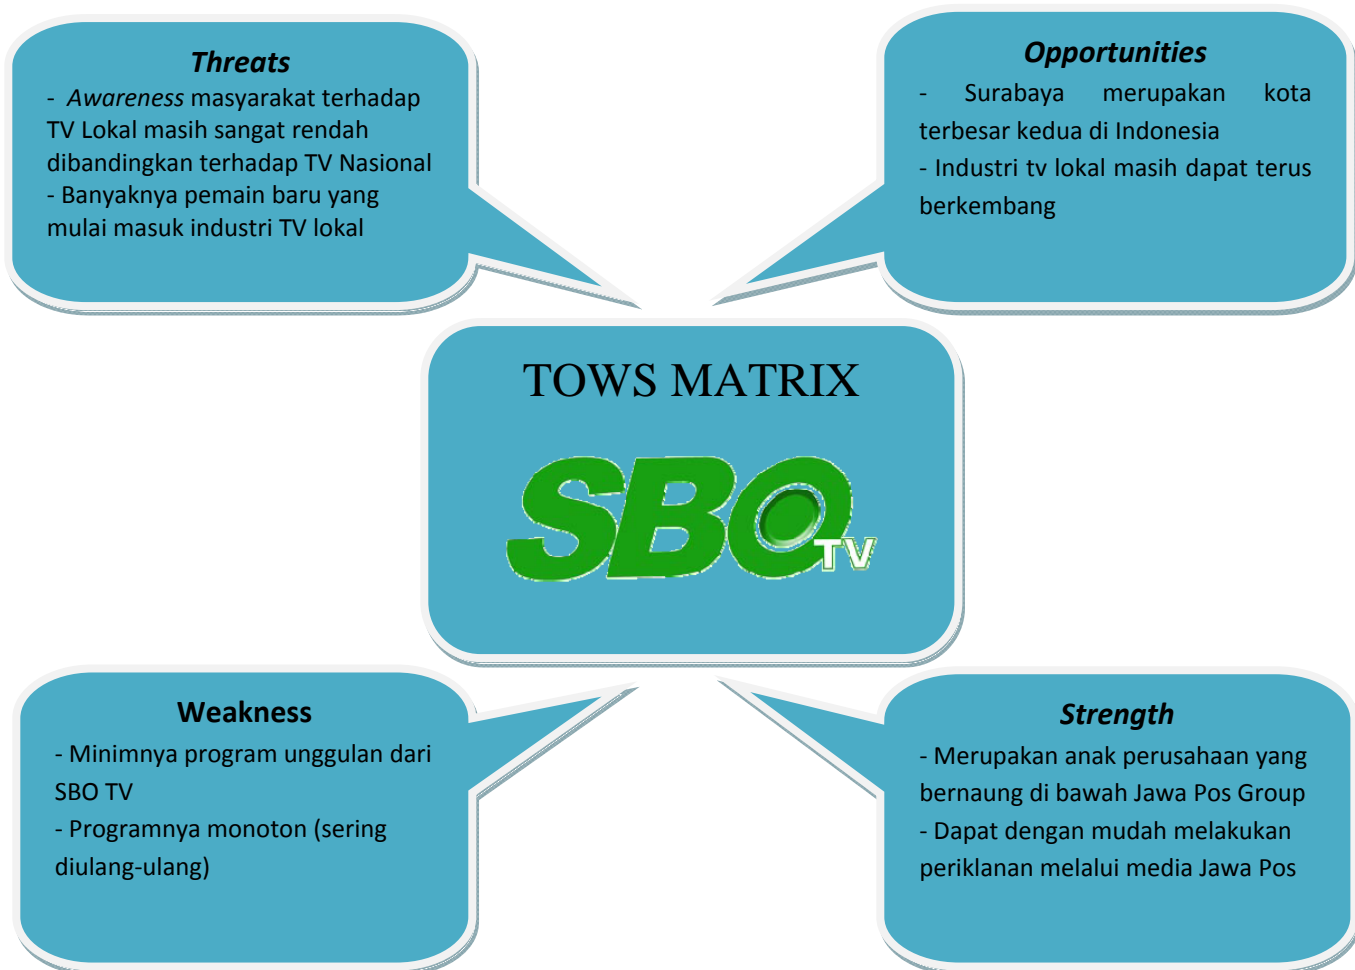 Threats
- Awareness masyarakat terhadap
TV Lokal masih sangat rendah
dibandingkan terhadap TV Nasional
- Banyaknya pemain baru yang
mulai masuk industri TV lokal
Opportunities
- Surabaya merupakan kota
terbesar kedua di Indonesia
- Industri tv lokal masih dapat terus
berkembang
TOWS MATRIX
SBO TV
Weakness
- Minimnya program unggulan dari
SBO TV
- Programnya monoton (sering
diulang-ulang)
Strength
- Merupakan anak perusahaan yang
bernaung di bawah Jawa Pos Group
- Dapat dengan mudah melakukan
periklanan melalui media Jawa Pos